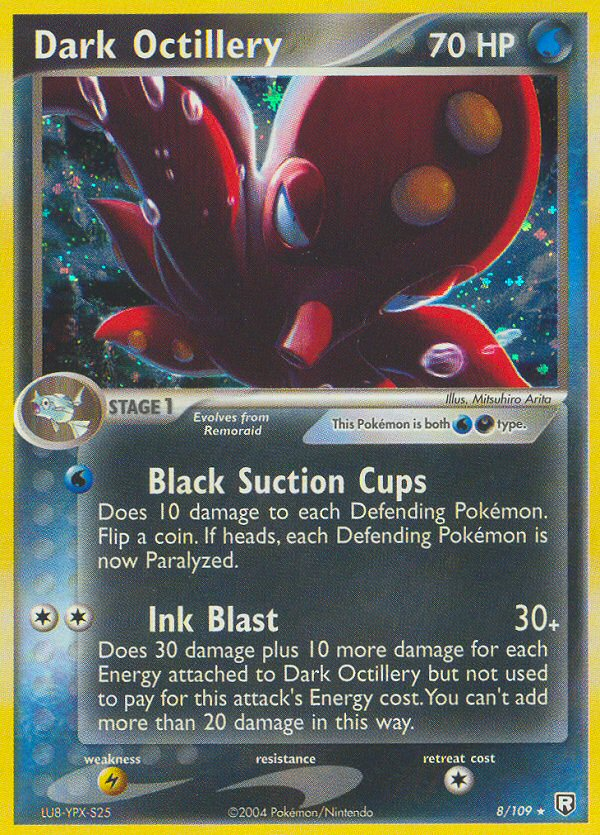 Dark Octillery 70 HP
Illus. Mitsuhiro Arita
STAGE 1
Evolves from
Remoraid
This Pokémon is both type.
Black Suction Cups
Does 10 damage to each Defending Pokémon.
Flip a coin. If heads, each Defending Pokémon is
now Paralyzed.
Ink Blast 30+
Does 30 damage plus 10 more damage for each
Energy attached to Dark Octillery but not used
to pay for this attack's Energy cost. You can't add
more than 20 damage in this way.
weakness resistance retreat cost
LU8-YPX-S25 ©2004 Pokémon/Nintendo 8/109 ★ R